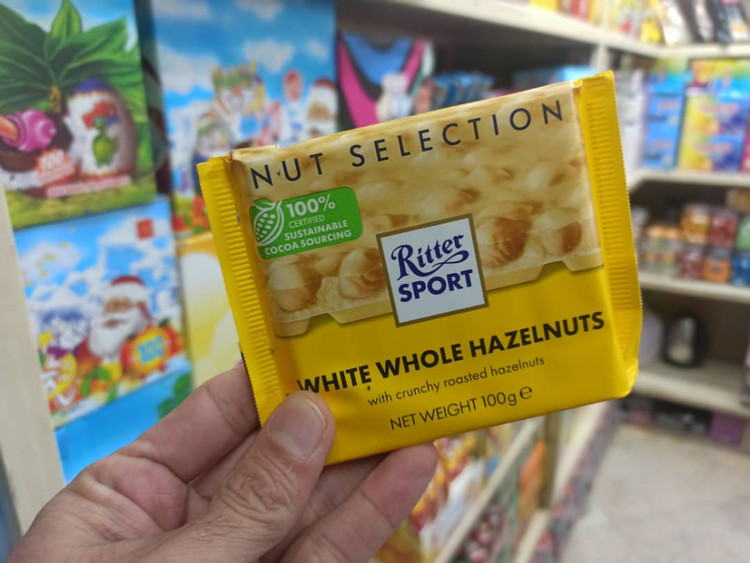 NUT SELECTION
100%
CERTIFIED
SUSTAINABLE
COCOA SOURCING
Ritter
SPORT
WHITE WHOLE HAZELNUTS
with crunchy roasted hazelnuts
NET WEIGHT 100g e